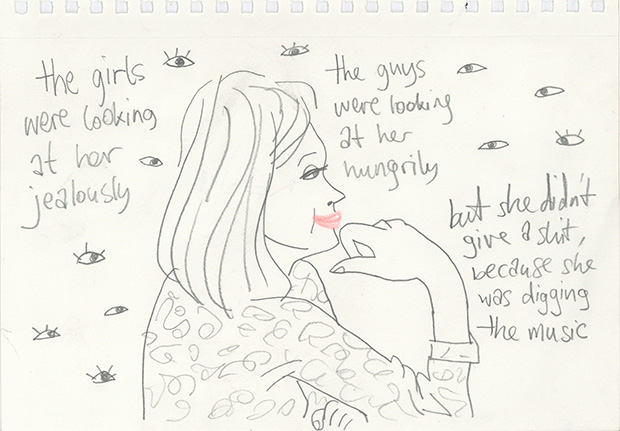 the girls
were looking
at her
jealously
the guys
were looking
at her
hungrily
but she didn't
give a shit,
because she
was digging
the music